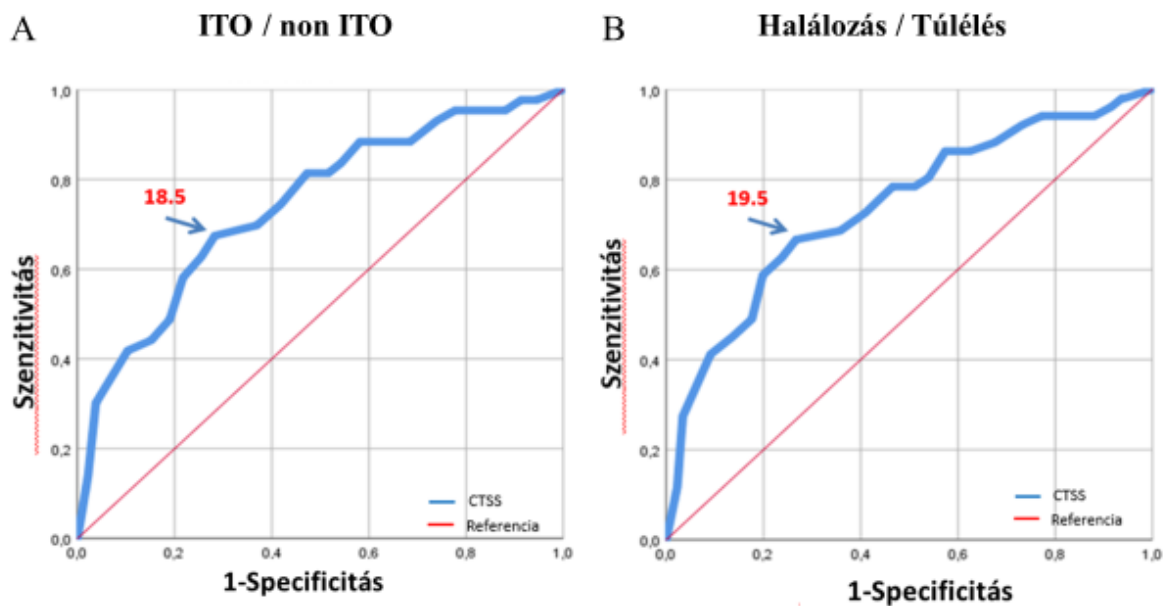 A
ITO / non ITO
1,0
0,8
0,6
0,4
0,2
0,0
18.5
Szenzitivitás
CTSS
Referencia
0,0
0,2
0,4
0.6
0,8
1,0
1-Specificitás
B
Halálozás / Túlélés
1,0
0,8
0,6
0,4
0,2
0,0
19.5
Szenzitivitás
CTSS
Referencia
0,0
0,2
0,4
0,6
0,8
1,0
1-Specificitás